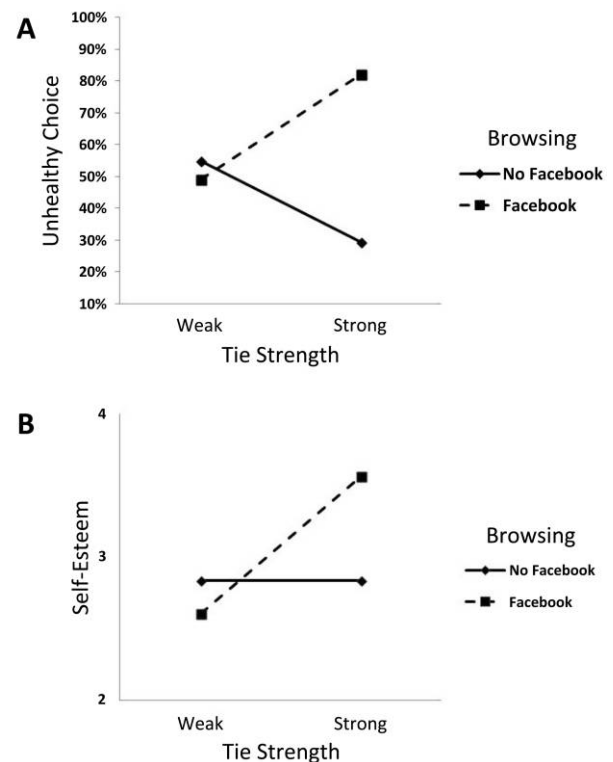 A
100%
90%
80%
70%
60%
50%
40%
30%
20%
10%
Unhealthy Choice
Weak
Strong
Tie Strength
Browsing
No Facebook
Facebook
B
4
3
2
Self-Esteem
Weak
Strong
Tie Strength
Browsing
No Facebook
Facebook